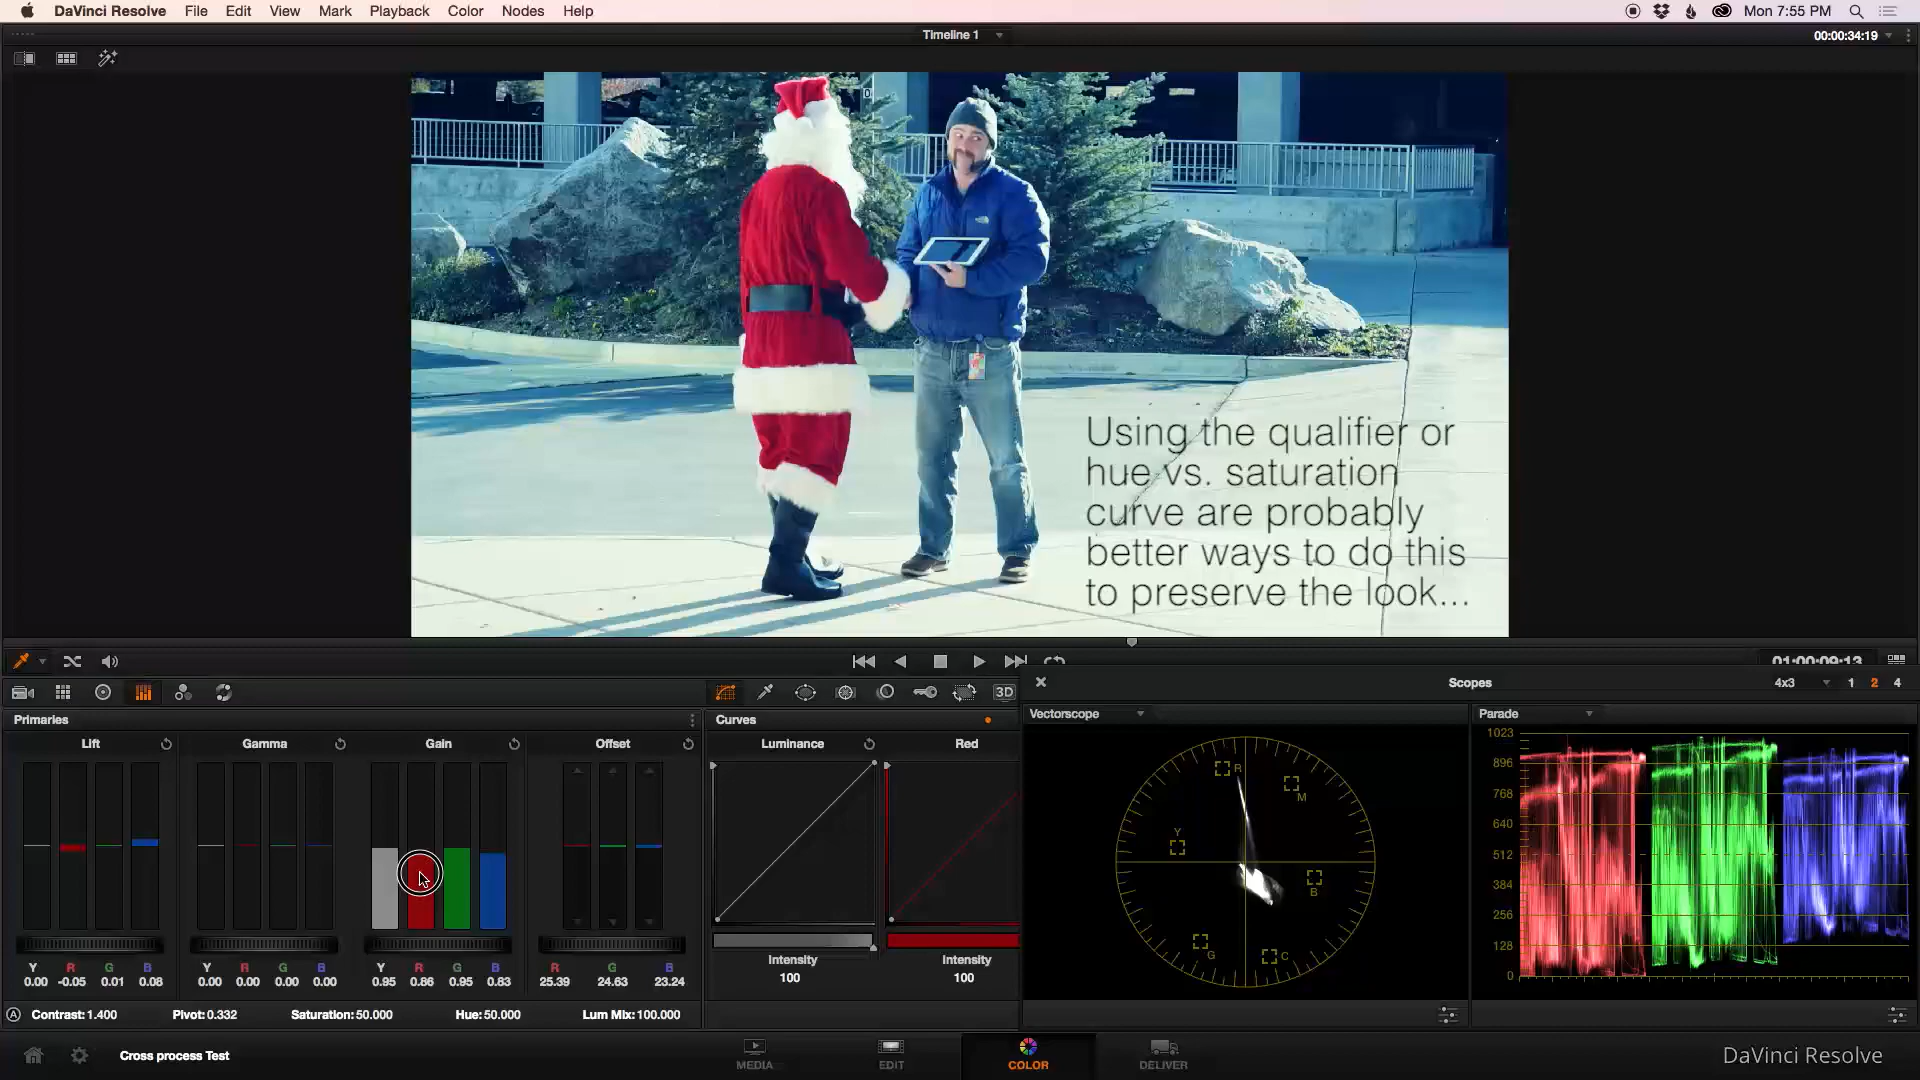 DaVinci Resolve File Edit View Mark Playback Color Nodes Help Mon 7:55 PM
Timeline 1 00:00:34:19
Using the qualifier or
hue vs. saturation
curve are probably
better ways to do this
to preserve the look...
01:00:09:13
3D
Scopes 4x3 1 2 4
Primaries Curves Vectorscope Parade
Lift Gamma Gain Offset Luminance Red
1023
896
768
640
512
384
256
128
0
R
M
Y
B
G
C
Y R G B Y R G B Y R G B R G B
0.00 -0.05 0.01 0.08 0.00 0.00 0.00 0.00 0.95 0.86 0.95 0.83 25.39 24.63 23.24
Intensity Intensity
100 100
A Contrast:1.400 Pivot:0.332 Saturation:50.000 Hue:50.000 Lum Mix:100.000
Cross process Test MEDIA EDIT COLOR DELIVER DaVinci Resolve